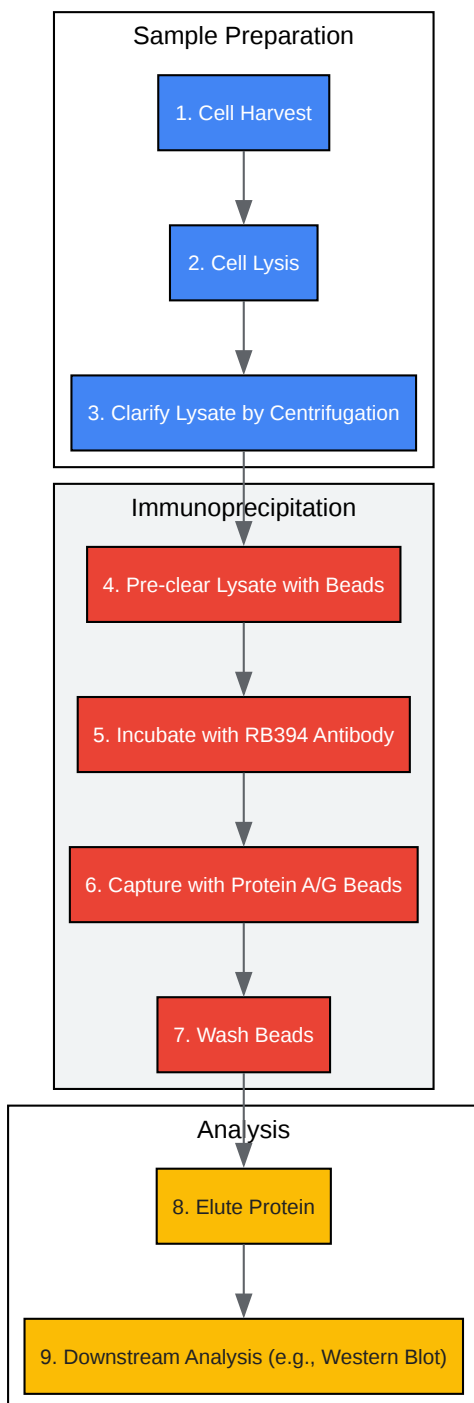 Sample Preparation
1. Cell Harvest
2. Cell Lysis
3. Clarify Lysate by Centrifugation
Immunoprecipitation
4. Pre-clear Lysate with Beads
5. Incubate with RB394 Antibody
6. Capture with Protein A/G Beads
7. Wash Beads
Analysis
8. Elute Protein
9. Downstream Analysis (e.g., Western Blot)